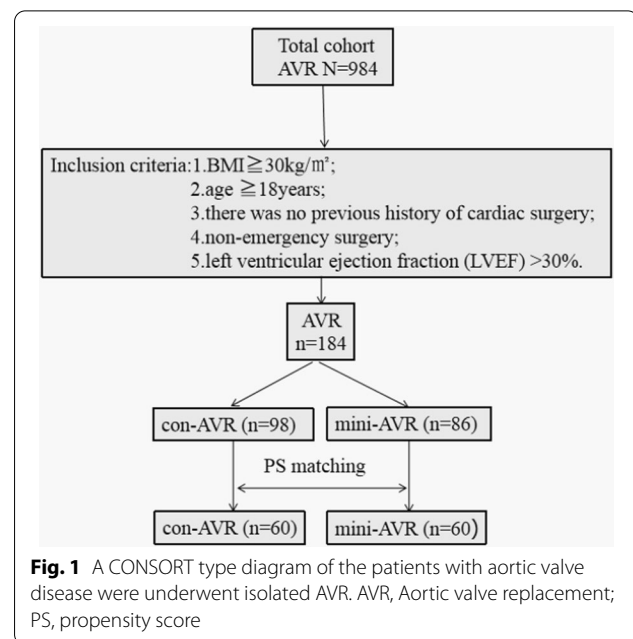 Total cohort
AVR N=984
Inclusion criteria:1.BMI≧30kg/m²;
2.age ≧18years;
3.there was no previous history of cardiac surgery;
4.non-emergency surgery;
5.left ventricular ejection fraction (LVEF) >30%.
AVR
n=184
con-AVR (n=98) mini-AVR (n=86)
PS matching
con-AVR (n=60) mini-AVR (n=60)
Fig. 1 A CONSORT type diagram of the patients with aortic valve
disease were underwent isolated AVR. AVR, Aortic valve replacement;
PS, propensity score